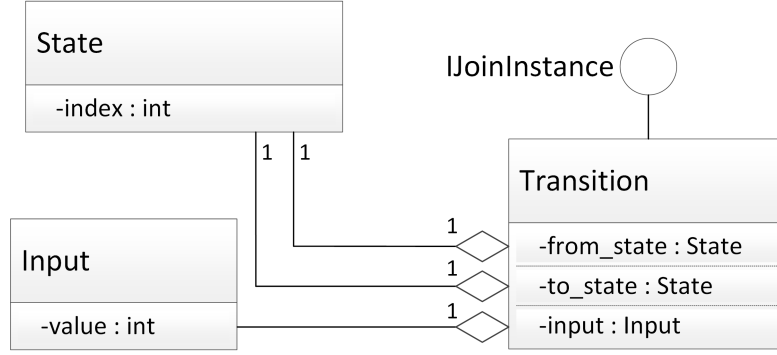 State
-index : int
1 1
IJoinInstance
Transition
-from_state : State
-to_state : State
-input : Input
1
1
1
Input
-value : int